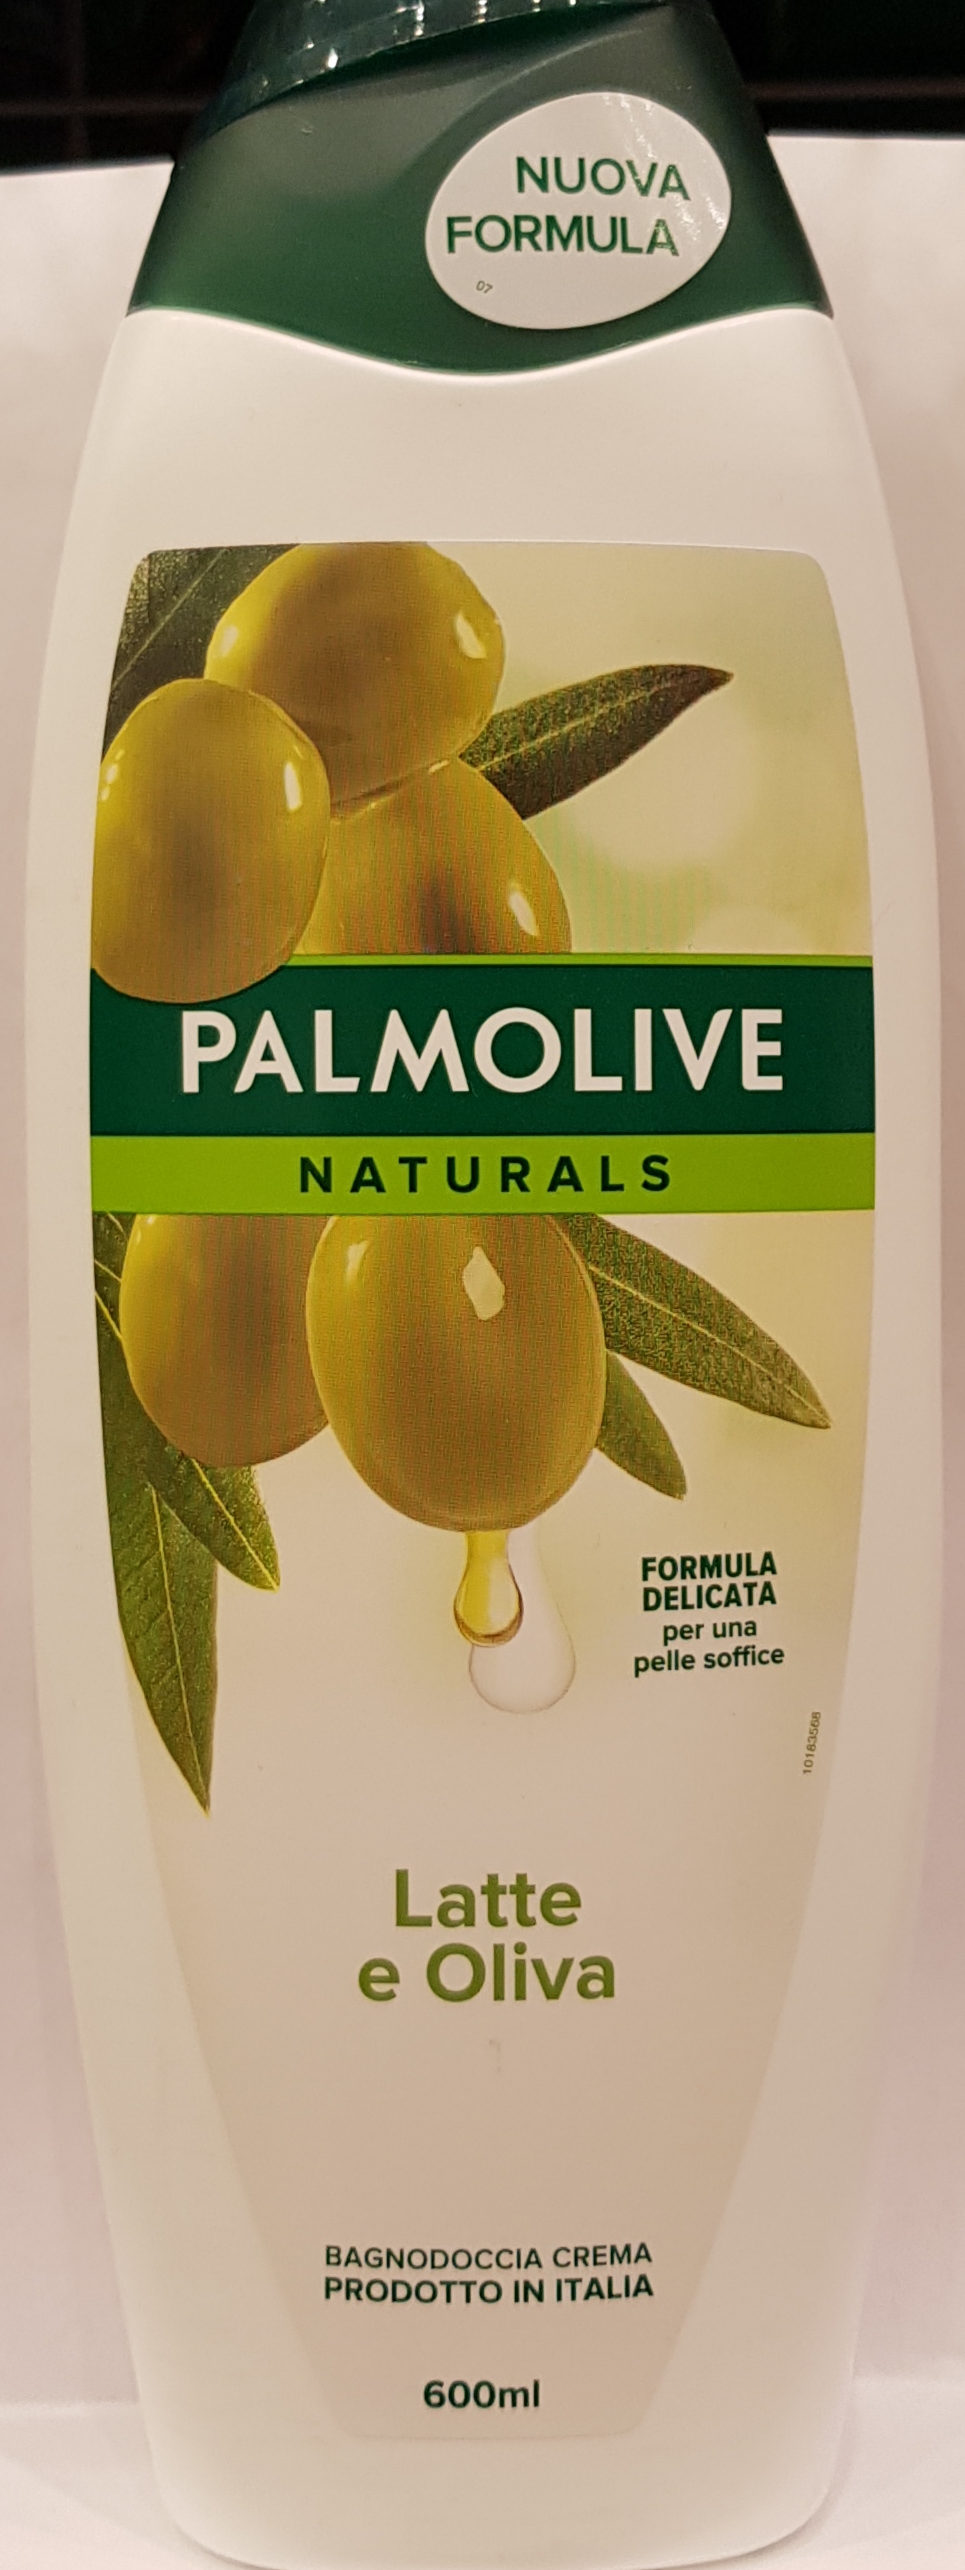 NUOVA
FORMULA
07
PALMOLIVE
NATURALS
FORMULA
DELICATA
per una
pelle soffice
10183568
Latte
e Oliva
BAGNODOCCIA CREMA
PRODOTTO IN ITALIA
600ml